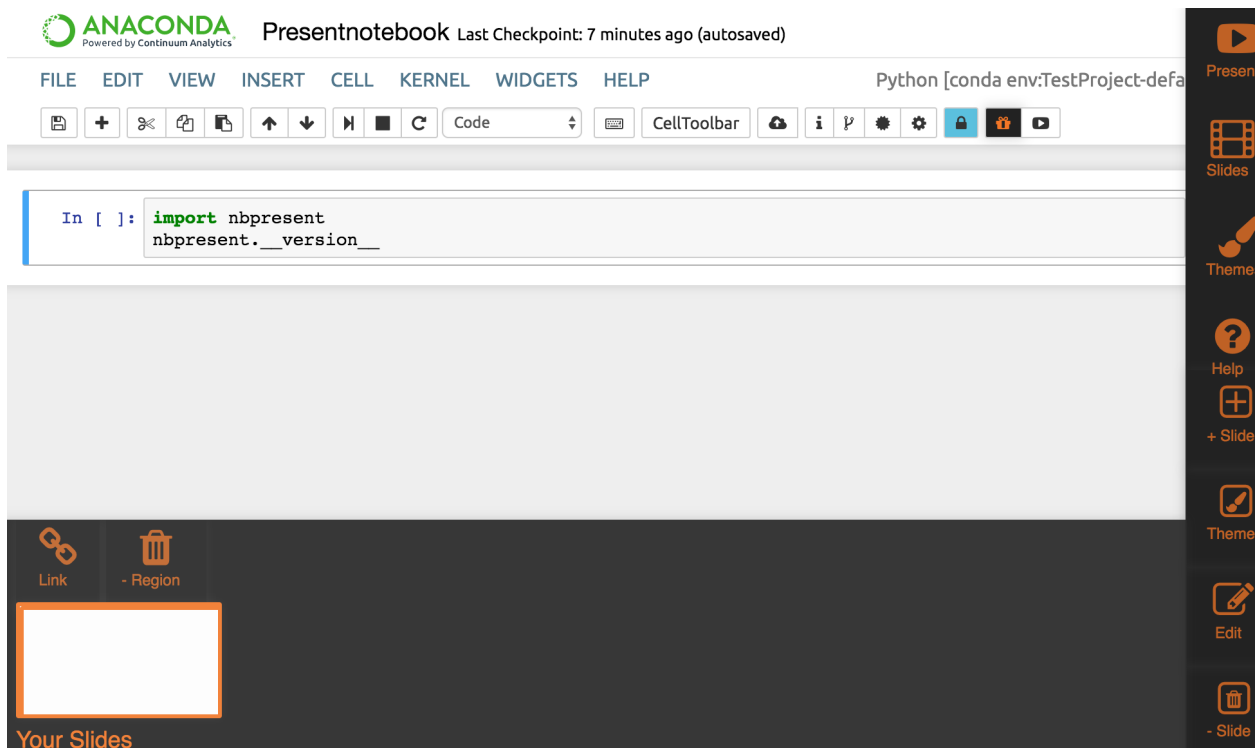 ANACONDA
Powered by Continuum Analytics
Presentnotebook Last Checkpoint: 7 minutes ago (autosaved)
FILE EDIT VIEW INSERT CELL KERNEL WIDGETS HELP
Python [conda env:TestProject-defa
Code
CellToolbar
In [ ]: import nbpresent
nbpresent.__version__
Present
Slides
Theme
Help
+ Slide
Theme
Edit
- Slide
Link
- Region
Your Slides